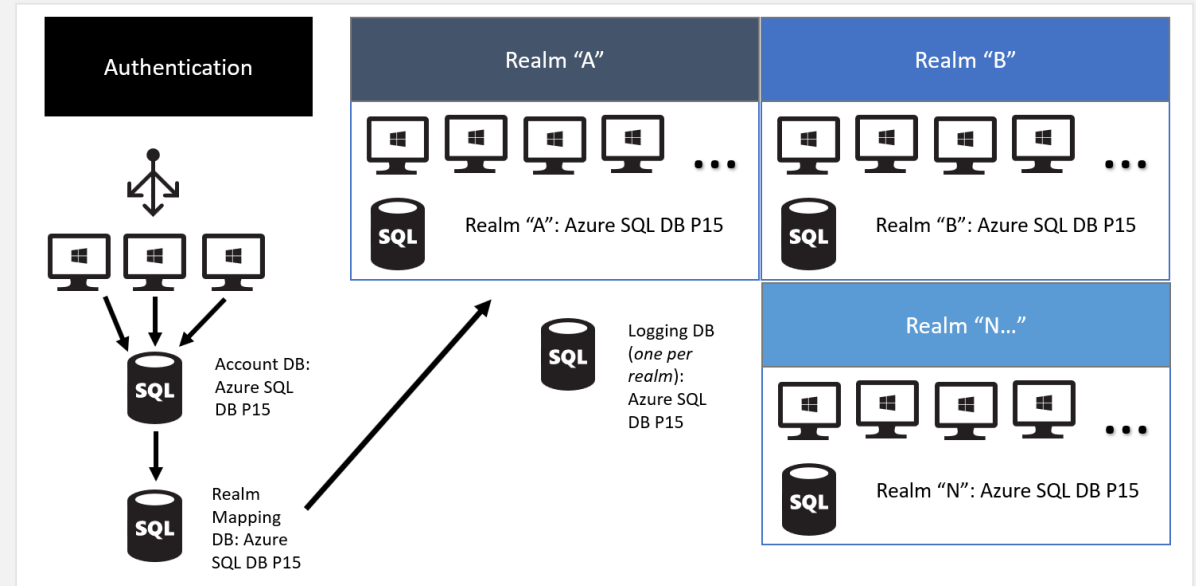 Authentication
Realm “A”
Realm “B”
SQL
Realm “A”: Azure SQL DB P15
SQL
Realm “B”: Azure SQL DB P15
SQL
Account DB:
Azure SQL
DB P15
SQL
Realm
Mapping
DB: Azure
SQL DB P15
SQL
Logging DB
(one per
realm):
Azure SQL
DB P15
Realm “N…”
SQL
Realm “N”: Azure SQL DB P15